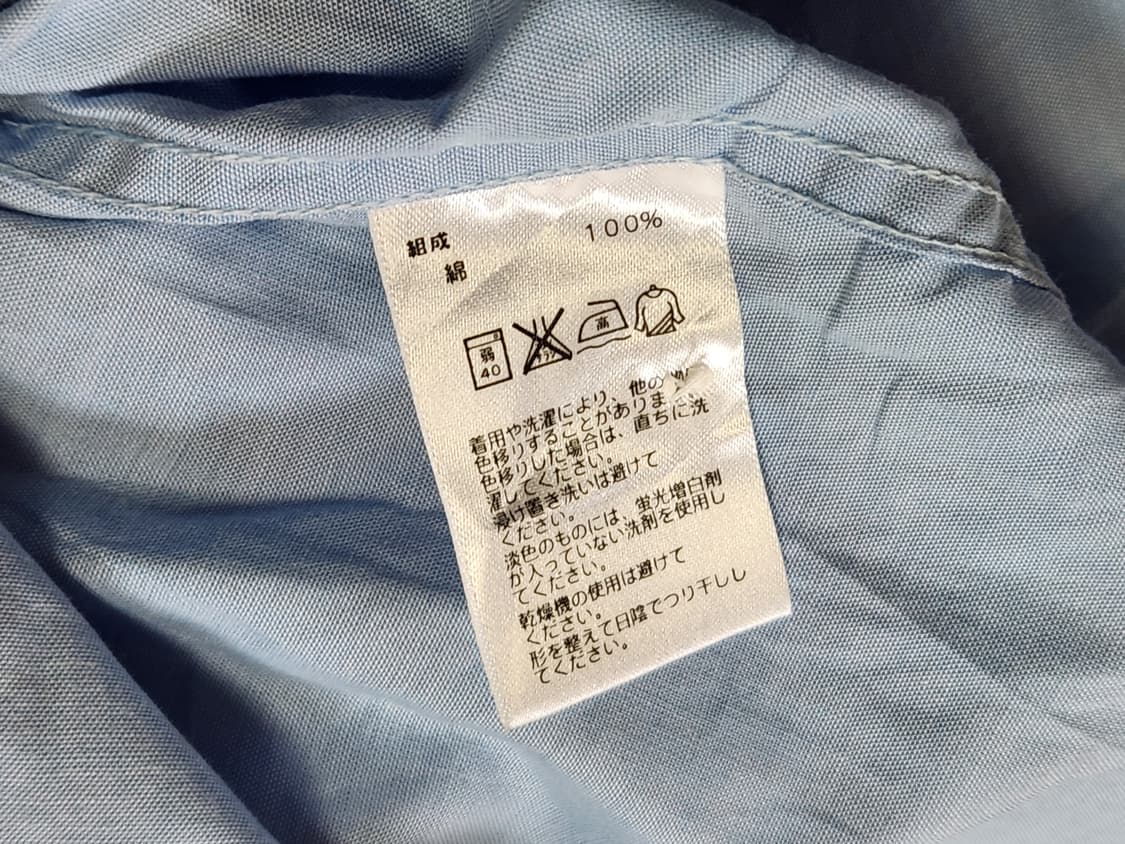 組成
綿 100%
弱
40
高
着用や洗濯により、他の
色移りすることがありま
色移りした場合は、直ちに洗
濯してください。
浸け置き洗いは避けて
ください。
淡色のものには、蛍光増白剤
が入っていない洗剤を使用し
てください。
乾燥機の使用は避けて
ください。
形を整えて日陰でつり干しし
てください。